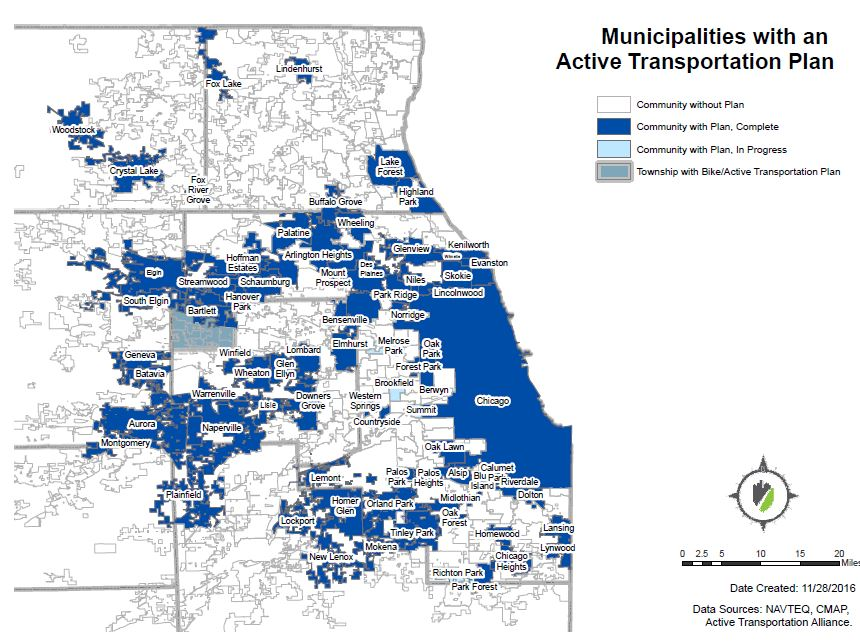 Municipalities with an
Active Transportation Plan
Community without Plan
Community with Plan, Complete
Community with Plan, In Progress
Township with Bike/Active Transportation Plan
Fox Lake
Lindenhurst
Woodstock
Crystal Lake
Fox
River
Grove
Lake
Forest
Highland
Park
Buffalo Grove
Wheeling
Palatine
Arlington Heights
Glenview
Kenilworth
Evanston
Hoffman
Estates
Des
Plaines
Elgin
Streamwood
Schaumburg
Mount
Prospect
Niles
Skokie
South Elgin
Hanover
Park
Park Ridge
Lincolnwood
Bartlett
Bensenville
Norridge
Elmhurst
Melrose
Park
Oak
Park
Geneva
Winfield
Lombard
Batavia
Wheaton
Glen
Ellyn
Forest Park
Brookfield
Berwyn
Warrenville
Lisle
Downers
Grove
Western
Springs
Summit
Chicago
Countryside
Aurora
Naperville
Montgomery
Oak Lawn
Lemont
Palos
Park
Palos
Heights
Alsip
Calumet
Island
Riverdale
Dolton
Plainfield
Homer
Glen
Orland Park
Midlothian
Lockport
Oak
Forest
Tinley Park
Homewood
Lansing
Mokena
Lynwood
New Lenox
Chicago
Heights
Richton Park
Park Forest
0 2.5 5 10 15 20
Miles
Date Created: 11/28/2016
Data Sources: NAVTEQ, CMAP,
Active Transportation Alliance.